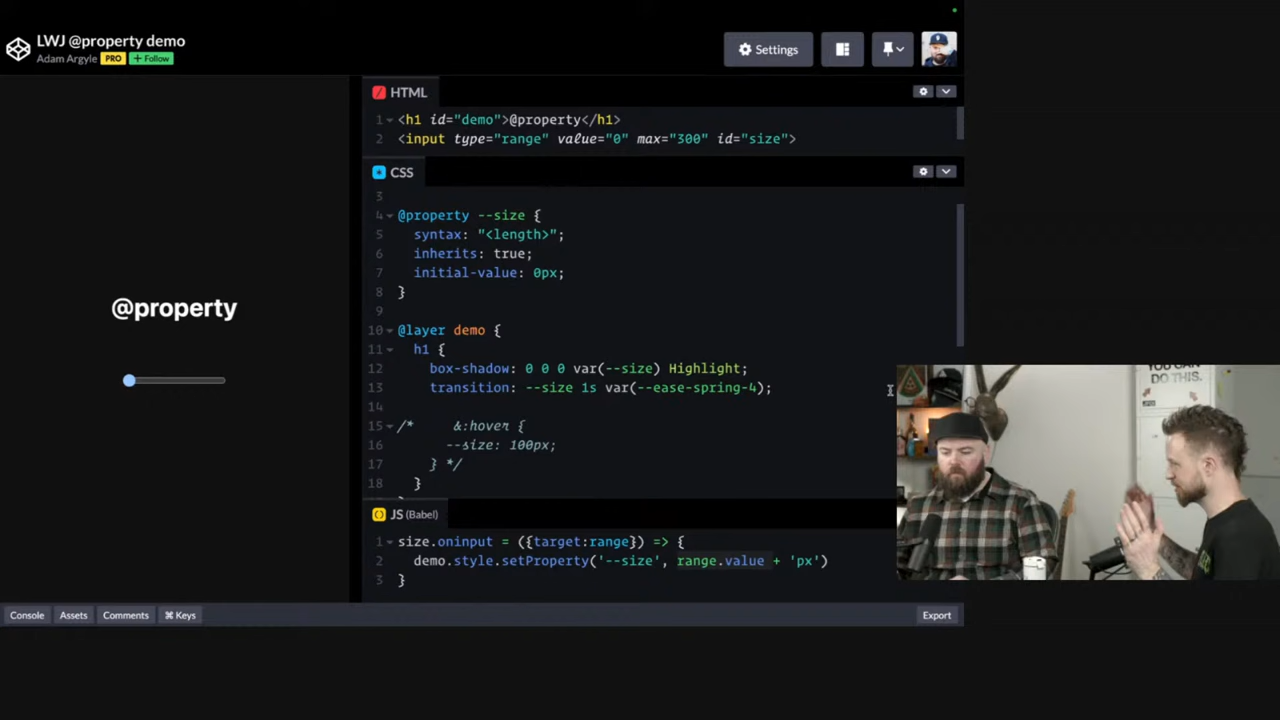 LWJ @property demo
Adam Argyle PRO + Follow
Settings
HTML
1 <h1 id="demo">@property</h1>
2 <input type="range" value="0" max="300" id="size">
CSS
3
4 @property --size {
5 syntax: "<length>";
6 inherits: true;
7 initial-value: 0px;
8 }
9
10 @layer demo {
11 h1 {
12 box-shadow: 0 0 0 var(--size) Highlight;
13 transition: --size 1s var(--ease-spring-4);
14
15 /* &:hover {
16 --size: 100px;
17 } */
18 }
@property
JS (Babel)
1 size.oninput = ({target:range}) => {
2 demo.style.setProperty('--size', range.value + 'px')
3 }
YOU CAN
DO THIS.
Console Assets Comments ⌘ Keys Export